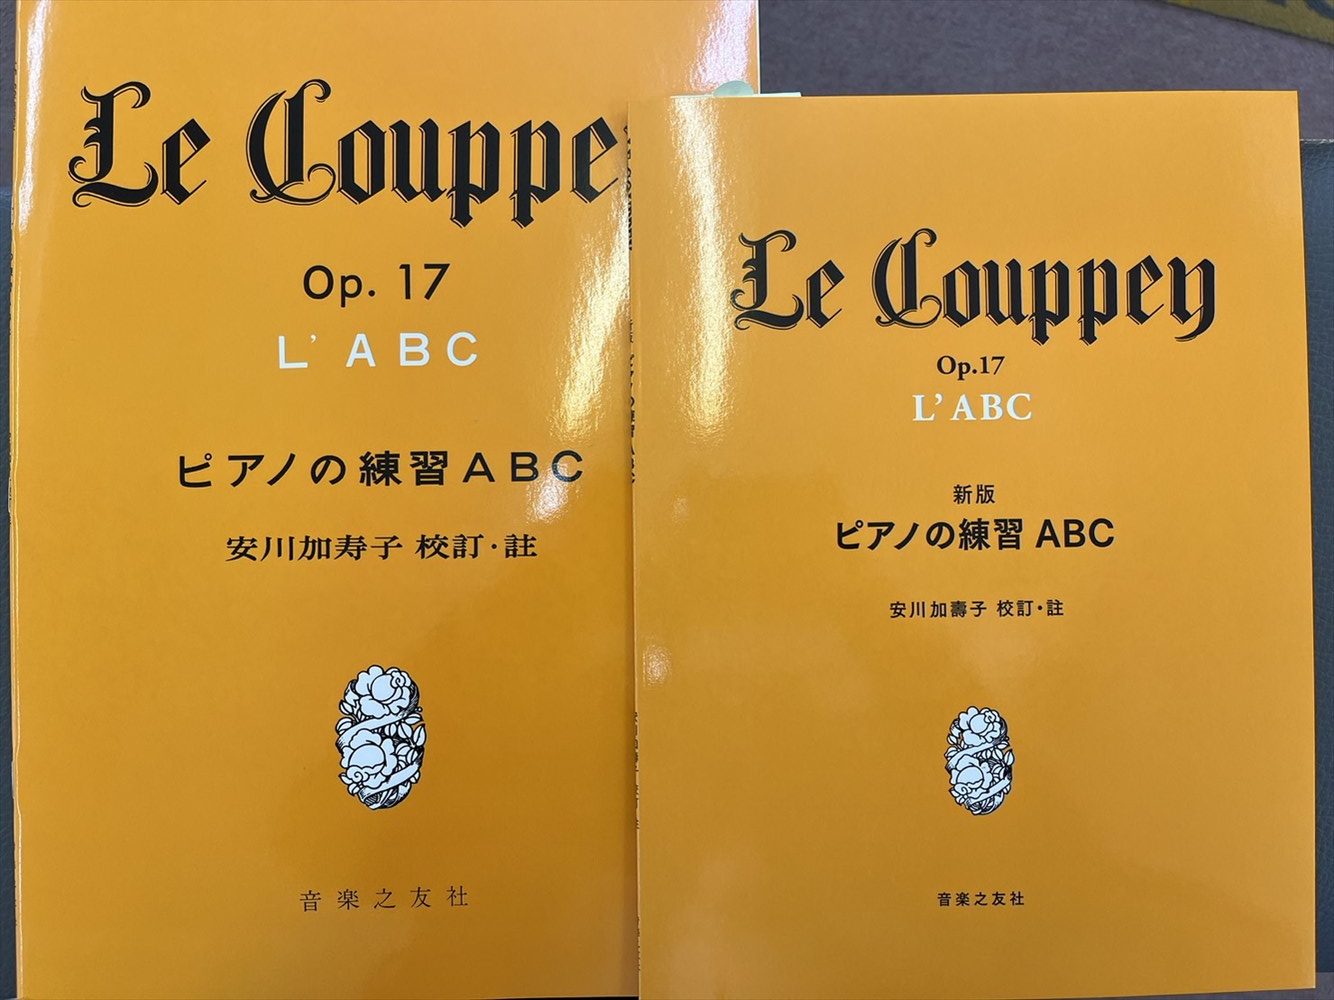 Le Couppe
Op. 17
L'ABC
ピアノの練習ABC
安川加寿子 校訂・註
音楽之友社
Le Couppey
Op.17
L'ABC
新版
ピアノの練習 ABC
安川加壽子 校訂・註
音楽之友社